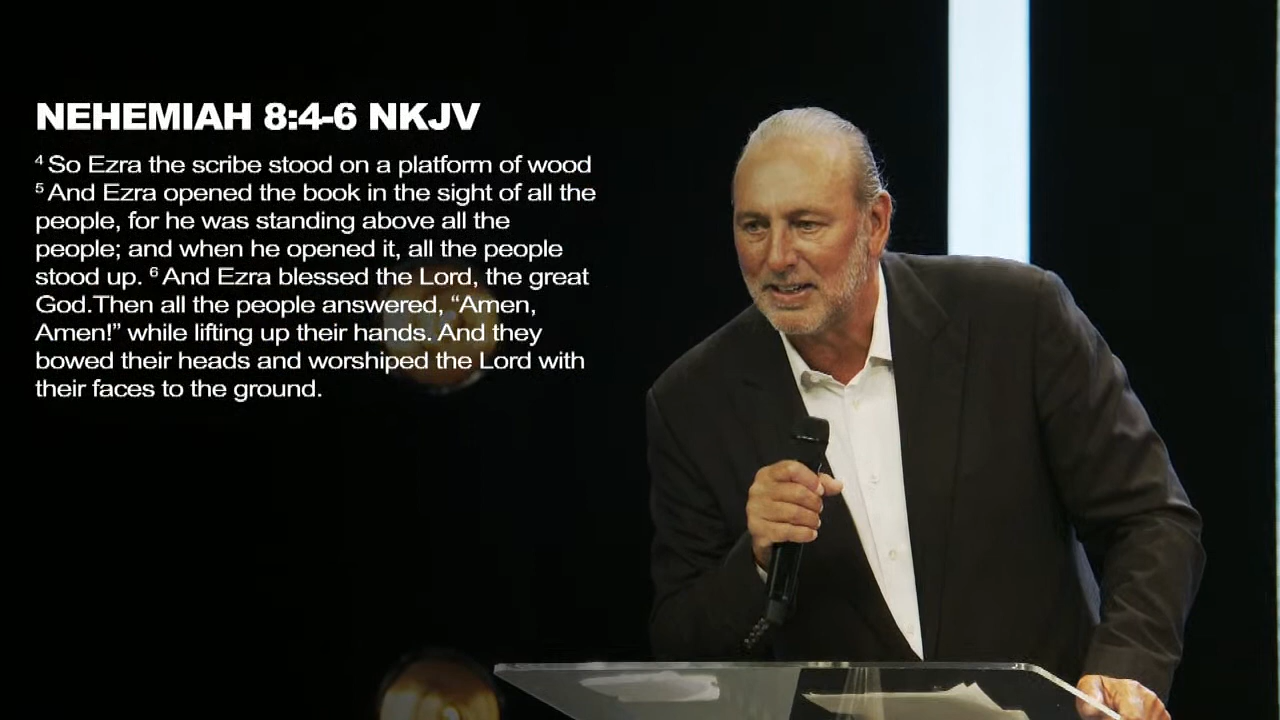 NEHEMIAH 8:4-6 NKJV
⁴ So Ezra the scribe stood on a platform of wood
⁵ And Ezra opened the book in the sight of all the
people, for he was standing above all the
people; and when he opened it, all the people
stood up. ⁶ And Ezra blessed the Lord, the great
God.Then all the people answered, “Amen,
Amen!” while lifting up their hands. And they
bowed their heads and worshiped the Lord with
their faces to the ground.